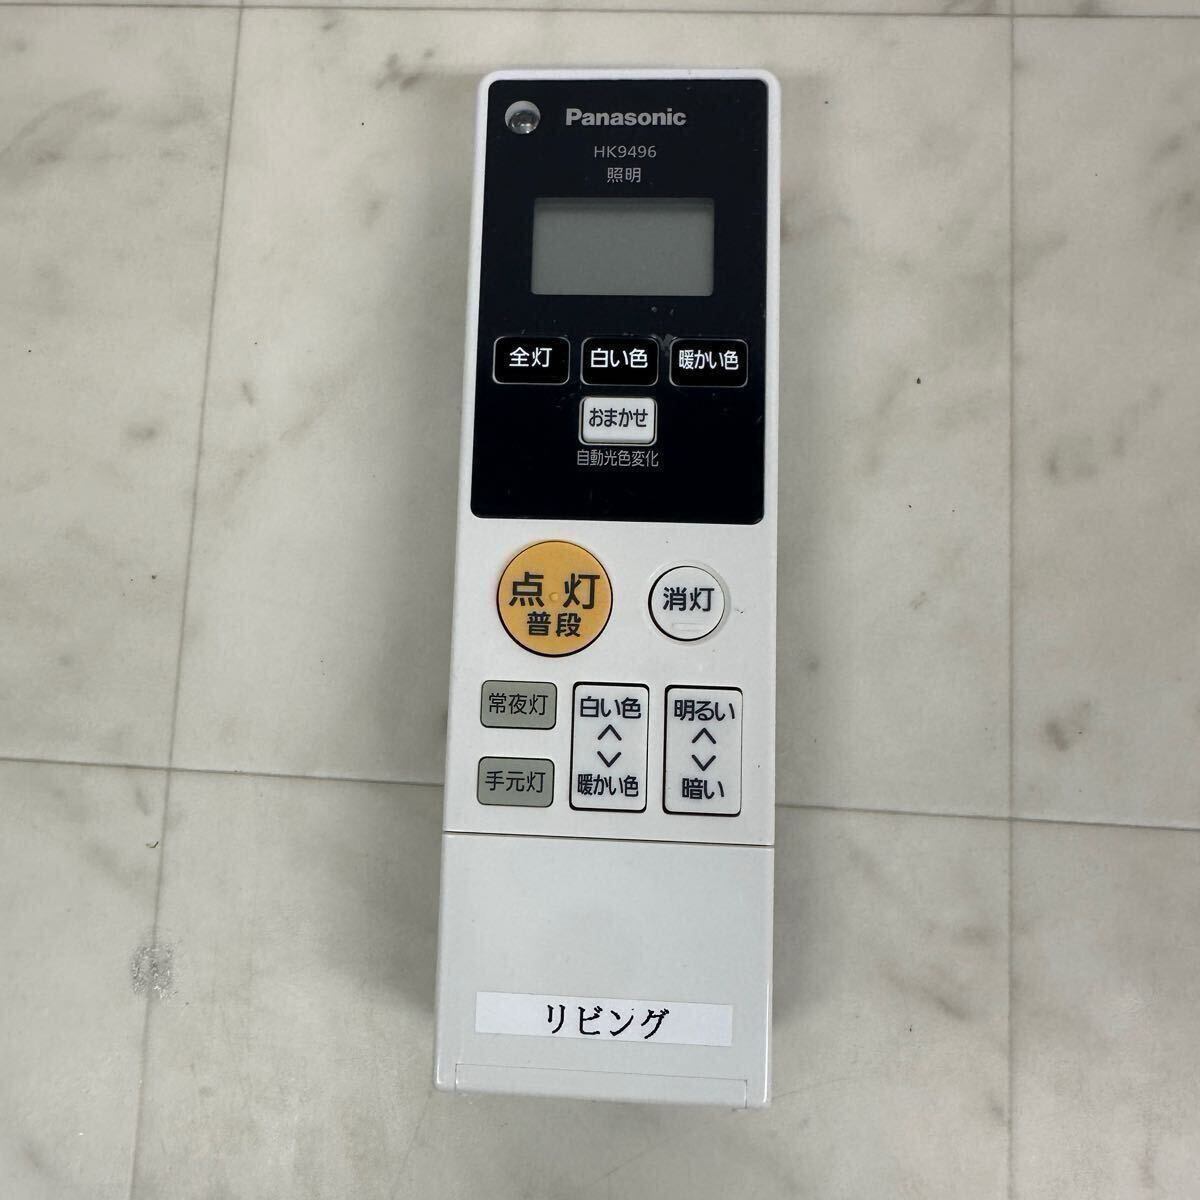 Panasonic
HK9496
照明
全灯
白い色
暖かい色
おまかせ
自動光色変化
点灯
普段
消灯
常夜灯
手元灯
白い色
暖かい色
明るい
暗い
リビング